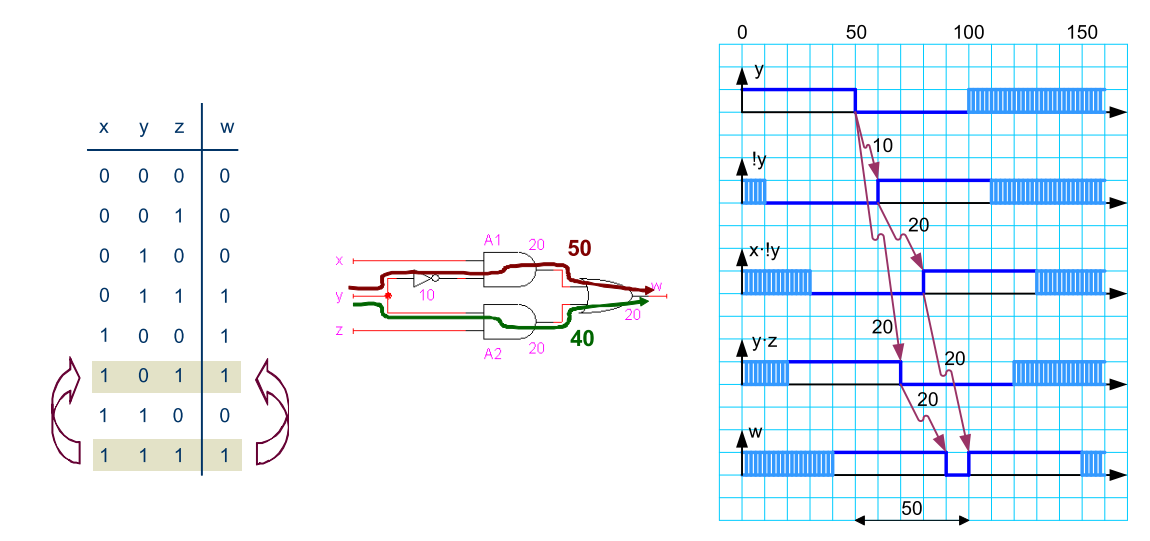 x y z w
0 0 0 0
0 0 1 0
0 1 0 0
0 1 1 1
1 0 0 1
1 0 1 1
1 1 0 0
1 1 1 1
A1 20 50
x
w
y 10
20
z
A2 20 40
0 50 100 150
y
10
!y
20
x·!y
20
y·z
20
20
w
50